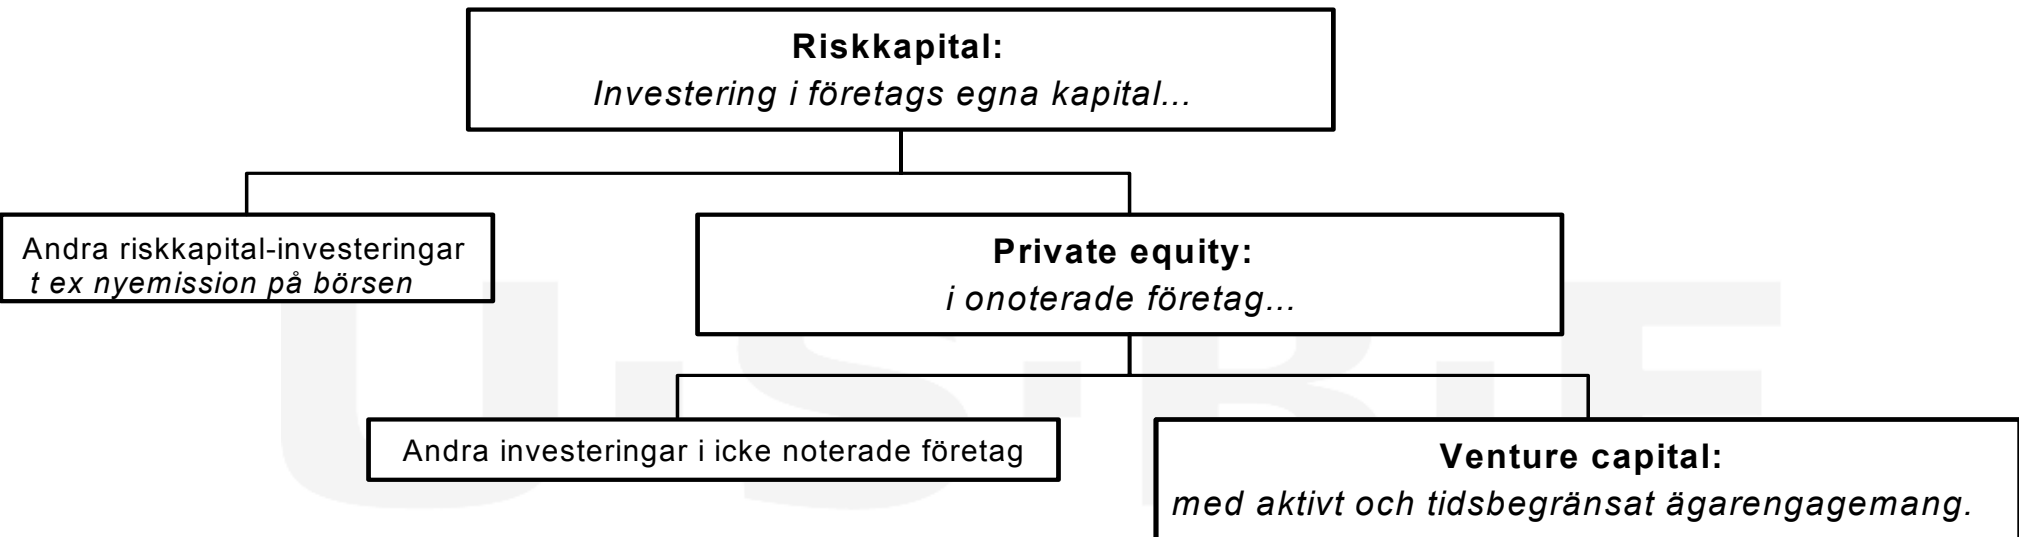 Riskkapital:
Investering i företags egna kapital...
Andra riskkapital-investeringar
t ex nyemission på börsen
Private equity:
i onoterade företag...
Andra investeringar i icke noterade företag
Venture capital:
med aktivt och tidsbegränsat ägarengagemang.